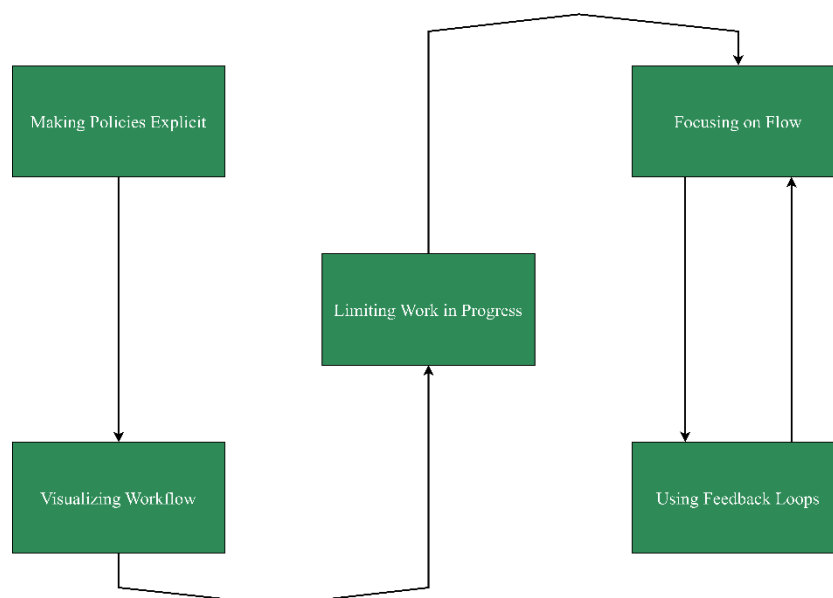 Making Policies Explicit
Focusing on Flow
Limiting Work in Progress
Visualizing Workflow
Using Feedback Loops